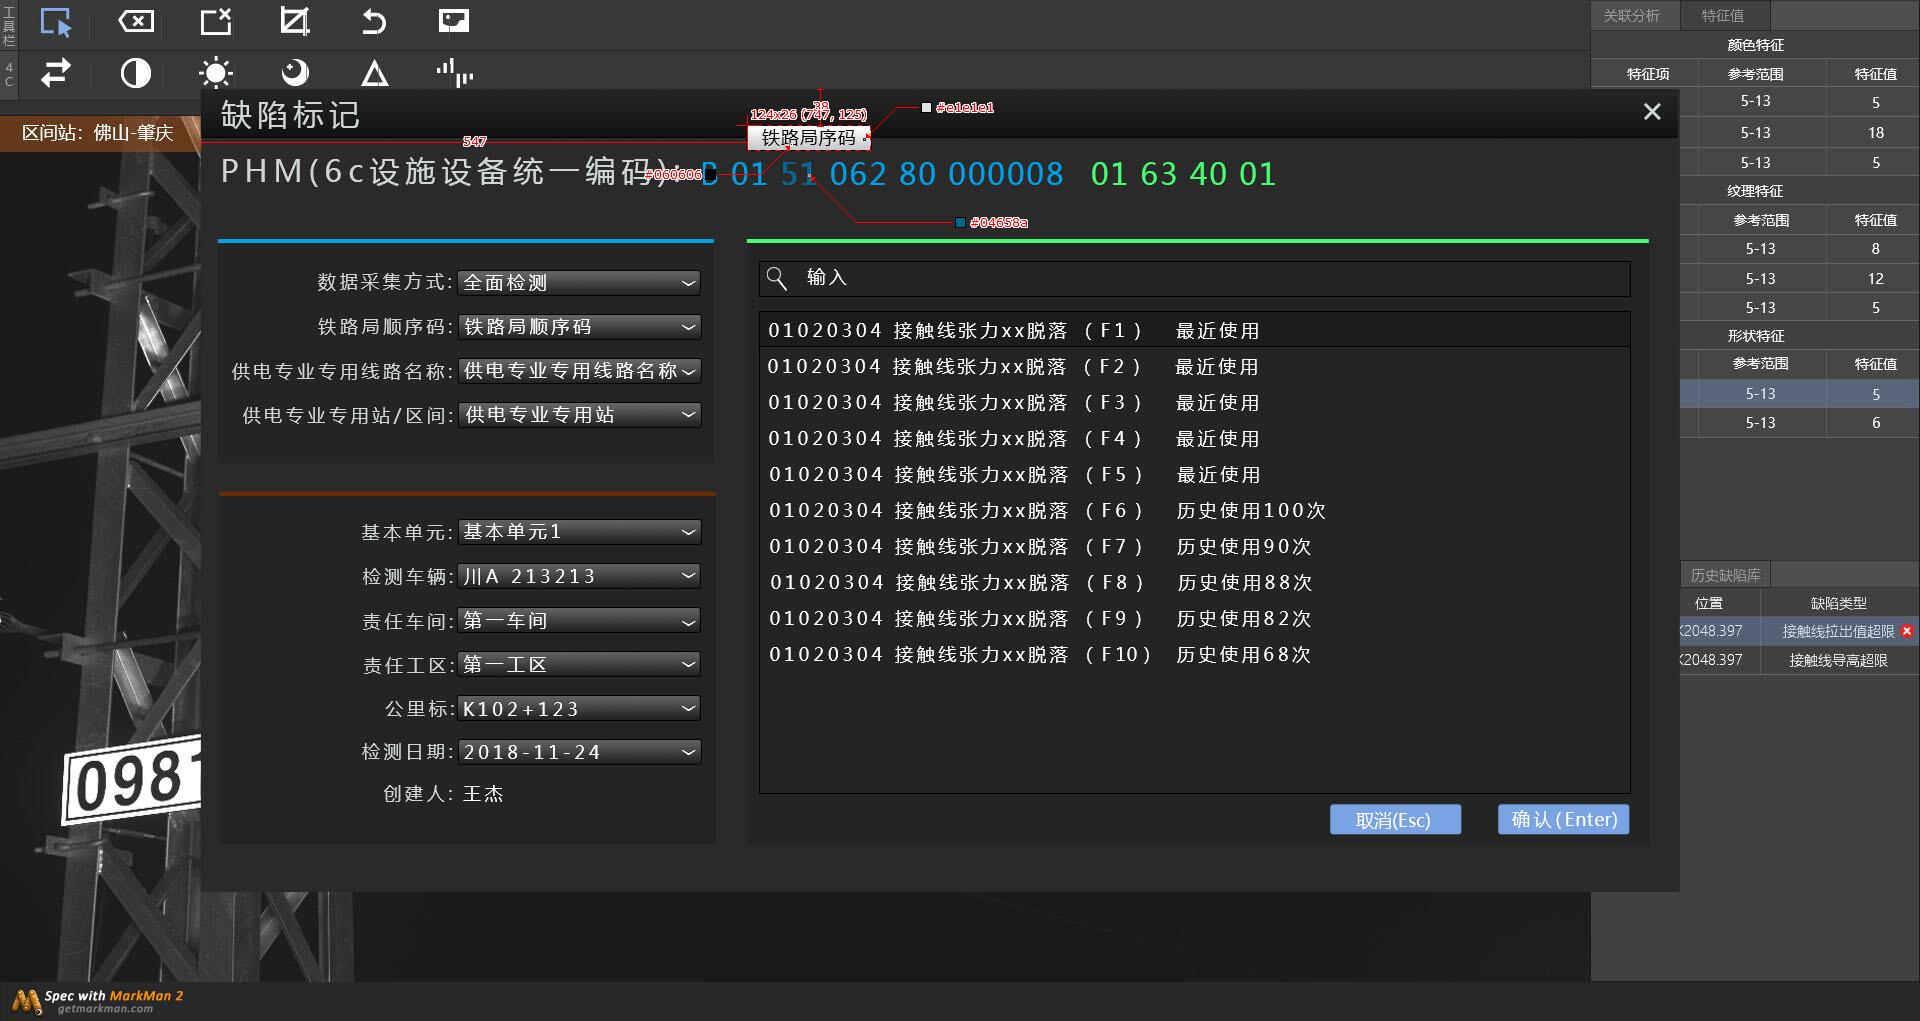 工具栏
4C
关联分析 特征值
颜色特征
特征项 参考范围 特征值
5-13 5
5-13 18
5-13 5
纹理特征
参考范围 特征值
5-13 8
5-13 12
5-13 5
形状特征
参考范围 特征值
5-13 5
5-13 6
历史缺陷库
位置 缺陷类型
K2048.397 接触线拉出值超限
K2048.397 接触线导高超限
区间站：佛山-肇庆
缺陷标记
39
124x26 (747, 125)
#e1e1e1
547
铁路局序码
PHM(6c设施设备统一编码):
#060606
B 01 51 062 80 000008 01 63 40 01
#04658a
数据采集方式: 全面检测
铁路局顺序码: 铁路局顺序码
供电专业专用线路名称: 供电专业专用线路名称
供电专业专用站/区间: 供电专业专用站
基本单元: 基本单元1
检测车辆: 川A 213213
责任车间: 第一车间
责任工区: 第一工区
公里标: K102+123
检测日期: 2018-11-24
创建人: 王杰
输入
01020304 接触线张力xx脱落 （F1） 最近使用
01020304 接触线张力xx脱落 （F2） 最近使用
01020304 接触线张力xx脱落 （F3） 最近使用
01020304 接触线张力xx脱落 （F4） 最近使用
01020304 接触线张力xx脱落 （F5） 最近使用
01020304 接触线张力xx脱落 （F6） 历史使用100次
01020304 接触线张力xx脱落 （F7） 历史使用90次
01020304 接触线张力xx脱落 （F8） 历史使用88次
01020304 接触线张力xx脱落 （F9） 历史使用82次
01020304 接触线张力xx脱落 （F10） 历史使用68次
取消(Esc) 确认(Enter)
098
Spec with MarkMan 2
getmarkman.com